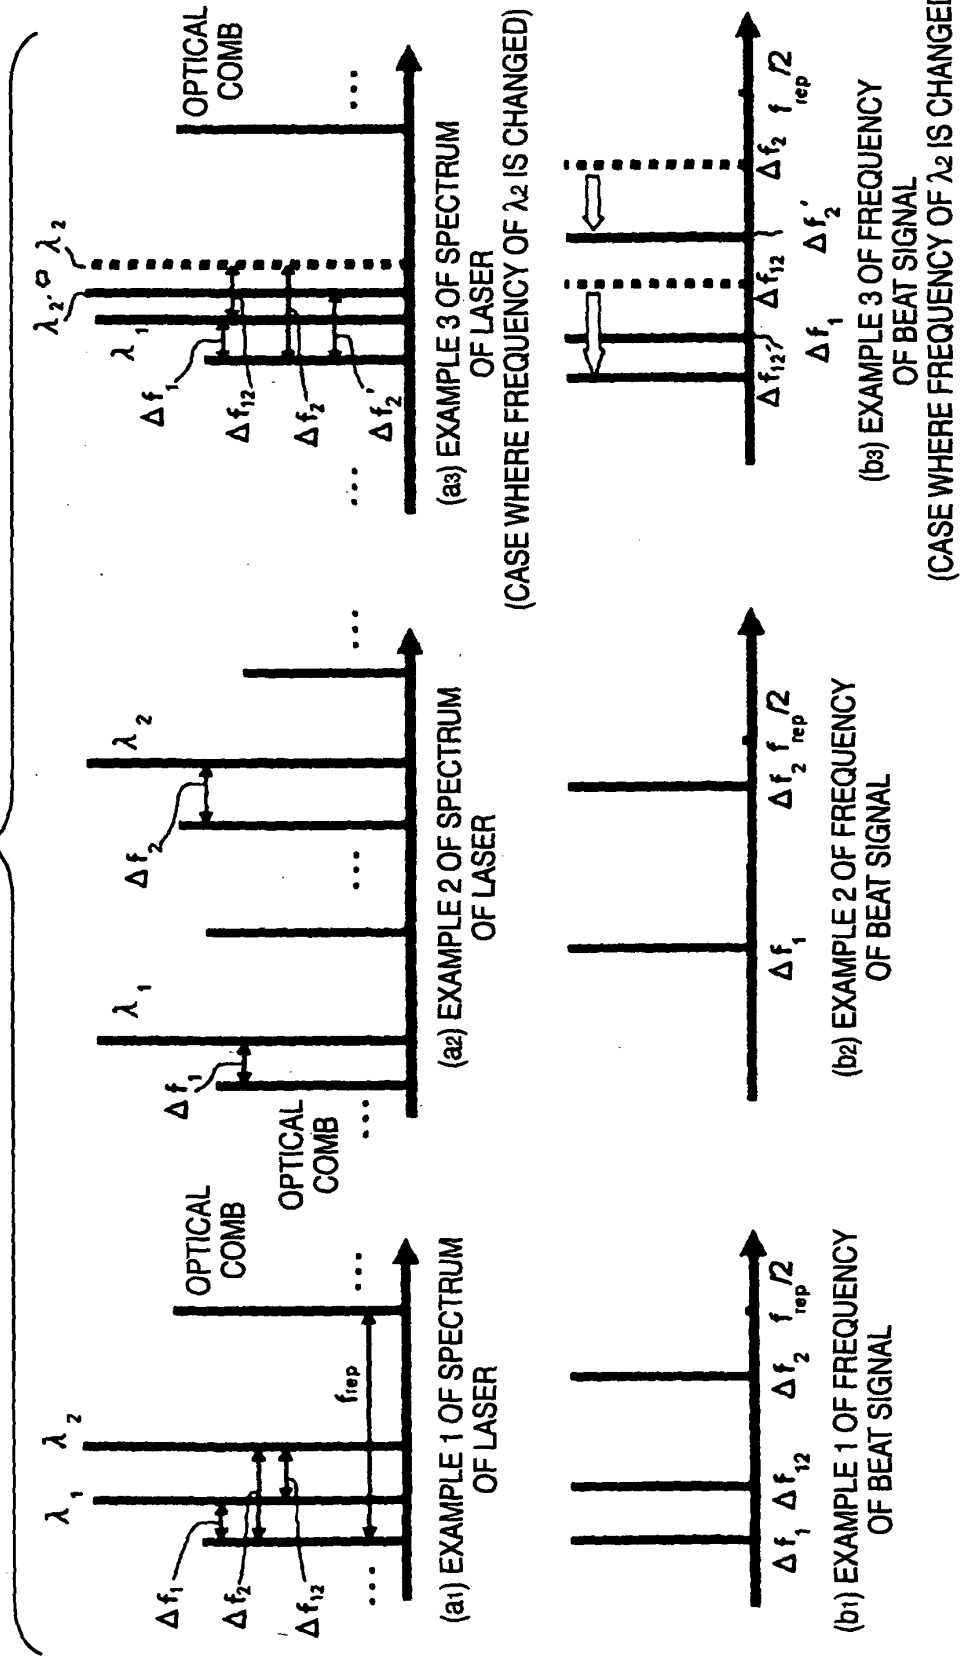 λ1
λ2
Δf1
Δf2
Δf12
frep
OPTICAL
COMB
...
...
(a1) EXAMPLE 1 OF SPECTRUM
OF LASER
λ1
λ2
Δf1
Δf2
OPTICAL
COMB
...
...
...
(a2) EXAMPLE 2 OF SPECTRUM
OF LASER
λ2'
λ2
λ1
Δf1
Δf12
Δf2
Δf2'
OPTICAL
COMB
...
...
(a3) EXAMPLE 3 OF SPECTRUM
OF LASER
(CASE WHERE FREQUENCY OF λ2 IS CHANGED)
Δf1 Δf12 Δf2 frep/2
(b1) EXAMPLE 1 OF FREQUENCY
OF BEAT SIGNAL
Δf1 Δf2 frep/2
(b2) EXAMPLE 2 OF FREQUENCY
OF BEAT SIGNAL
Δf12' Δf12 Δf2 frep/2
Δf1 Δf2'
(b3) EXAMPLE 3 OF FREQUENCY
OF BEAT SIGNAL
(CASE WHERE FREQUENCY OF λ2 IS CHANGED